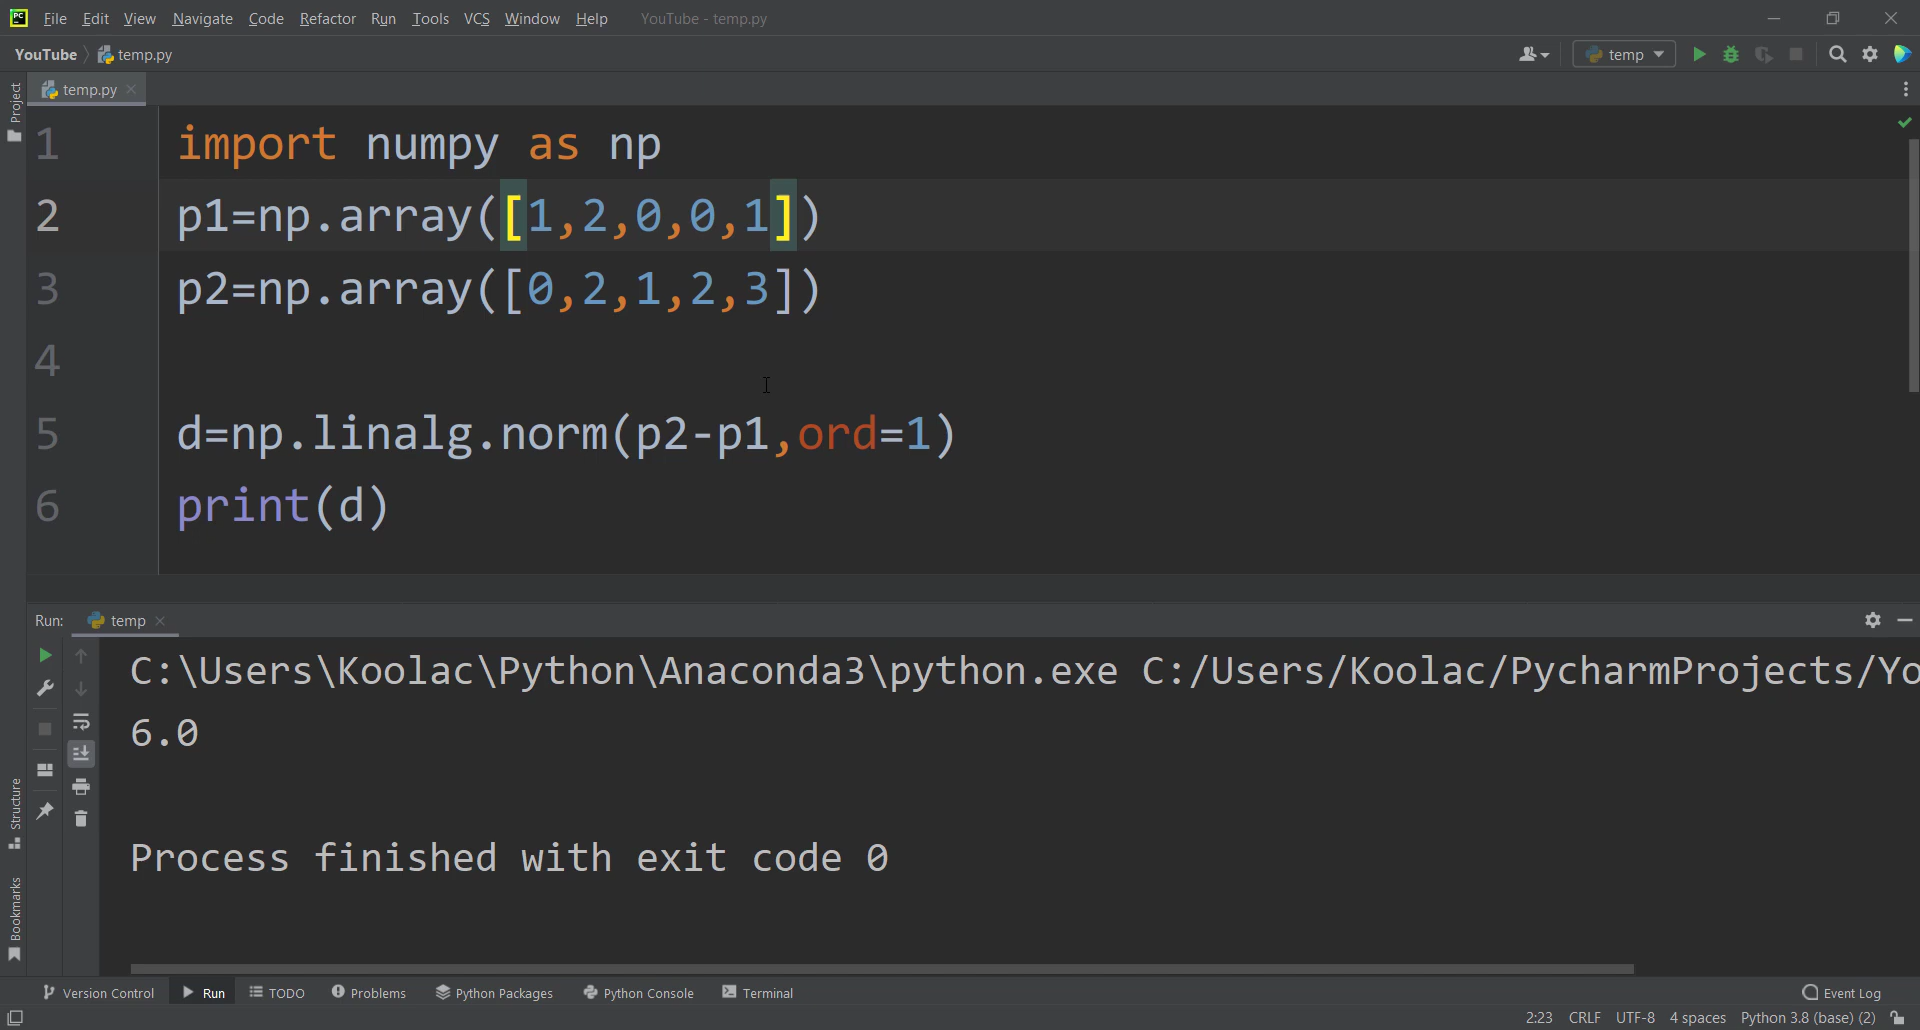 File Edit View Navigate Code Refactor Run Tools VCS Window Help YouTube - temp.py
YouTube temp.py temp
Project
temp.py
1 import numpy as np
2 p1=np.array([1,2,0,0,1])
3 p2=np.array([0,2,1,2,3])
4
5 d=np.linalg.norm(p2-p1,ord=1)
6 print(d)
Run: temp
C:\Users\Koolac\Python\Anaconda3\python.exe C:/Users/Koolac/PycharmProjects/Yo
6.0
Process finished with exit code 0
Structure
Bookmarks
Version Control Run TODO Problems Python Packages Python Console Terminal Event Log
2:23 CRLF UTF-8 4 spaces Python 3.8 (base) (2)